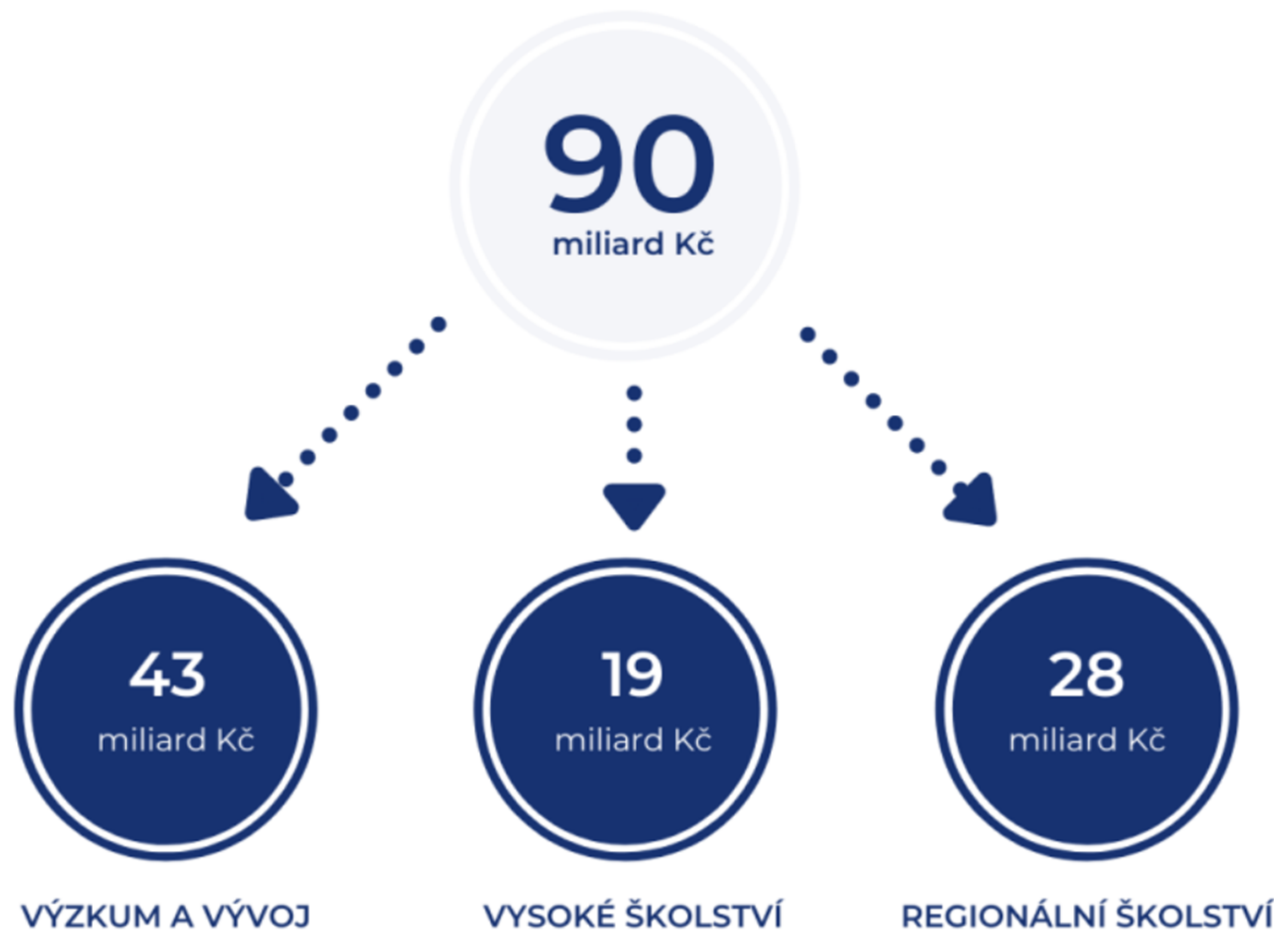 90
miliard Kč
43
miliard Kč
19
miliard Kč
28
miliard Kč
VÝZKUM A VÝVOJ
VYSOKÉ ŠKOLSTVÍ
REGIONÁLNÍ ŠKOLSTVÍ